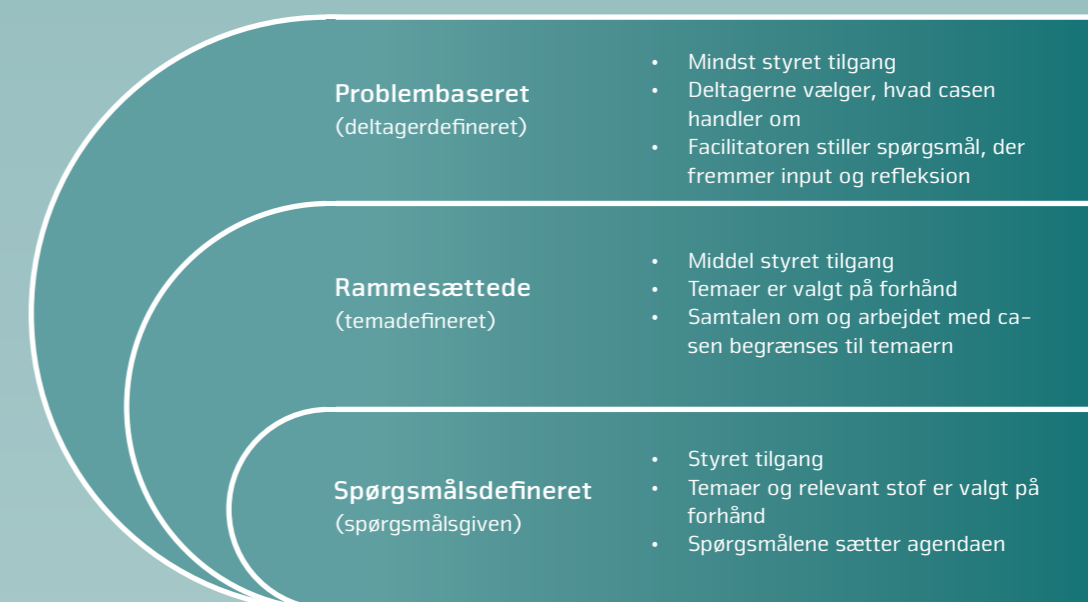 Problembaseret
(deltagerdefineret)
• Mindst styret tilgang
• Deltagerne vælger, hvad casen
handler om
• Facilitatoren stiller spørgsmål, der
fremmer input og refleksion
Rammesættede
(temadefineret)
• Middel styret tilgang
• Temaer er valgt på forhånd
• Samtalen om og arbejdet med ca-
sen begrænses til temaern
Spørgsmålsdefineret
(spørgsmålsgiven)
• Styret tilgang
• Temaer og relevant stof er valgt på
forhånd
• Spørgsmålene sætter agendaen